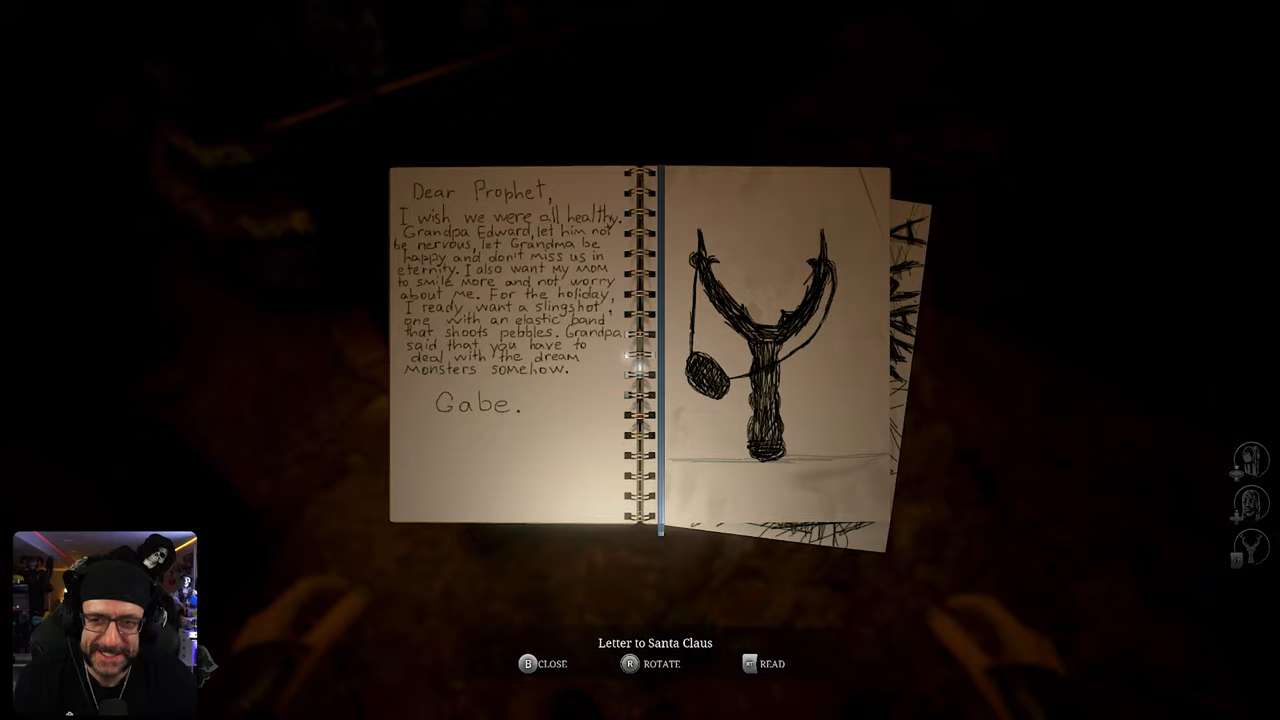 Dear Prophet,
I wish we were all healthy.
Grandpa Edward, let him not
be nervous, let Grandma be
happy and don't miss us in
eternity. I also want my mom
to smile more and not worry
about me. For the holiday,
I ready want a slingshot,
one with an elastic band
that shoots pebbles. Grandpa
said that you have to
deal with the dream
monsters somehow.
Gabe.
AMA
Letter to Santa Claus
B CLOSE
R ROTATE
RT READ